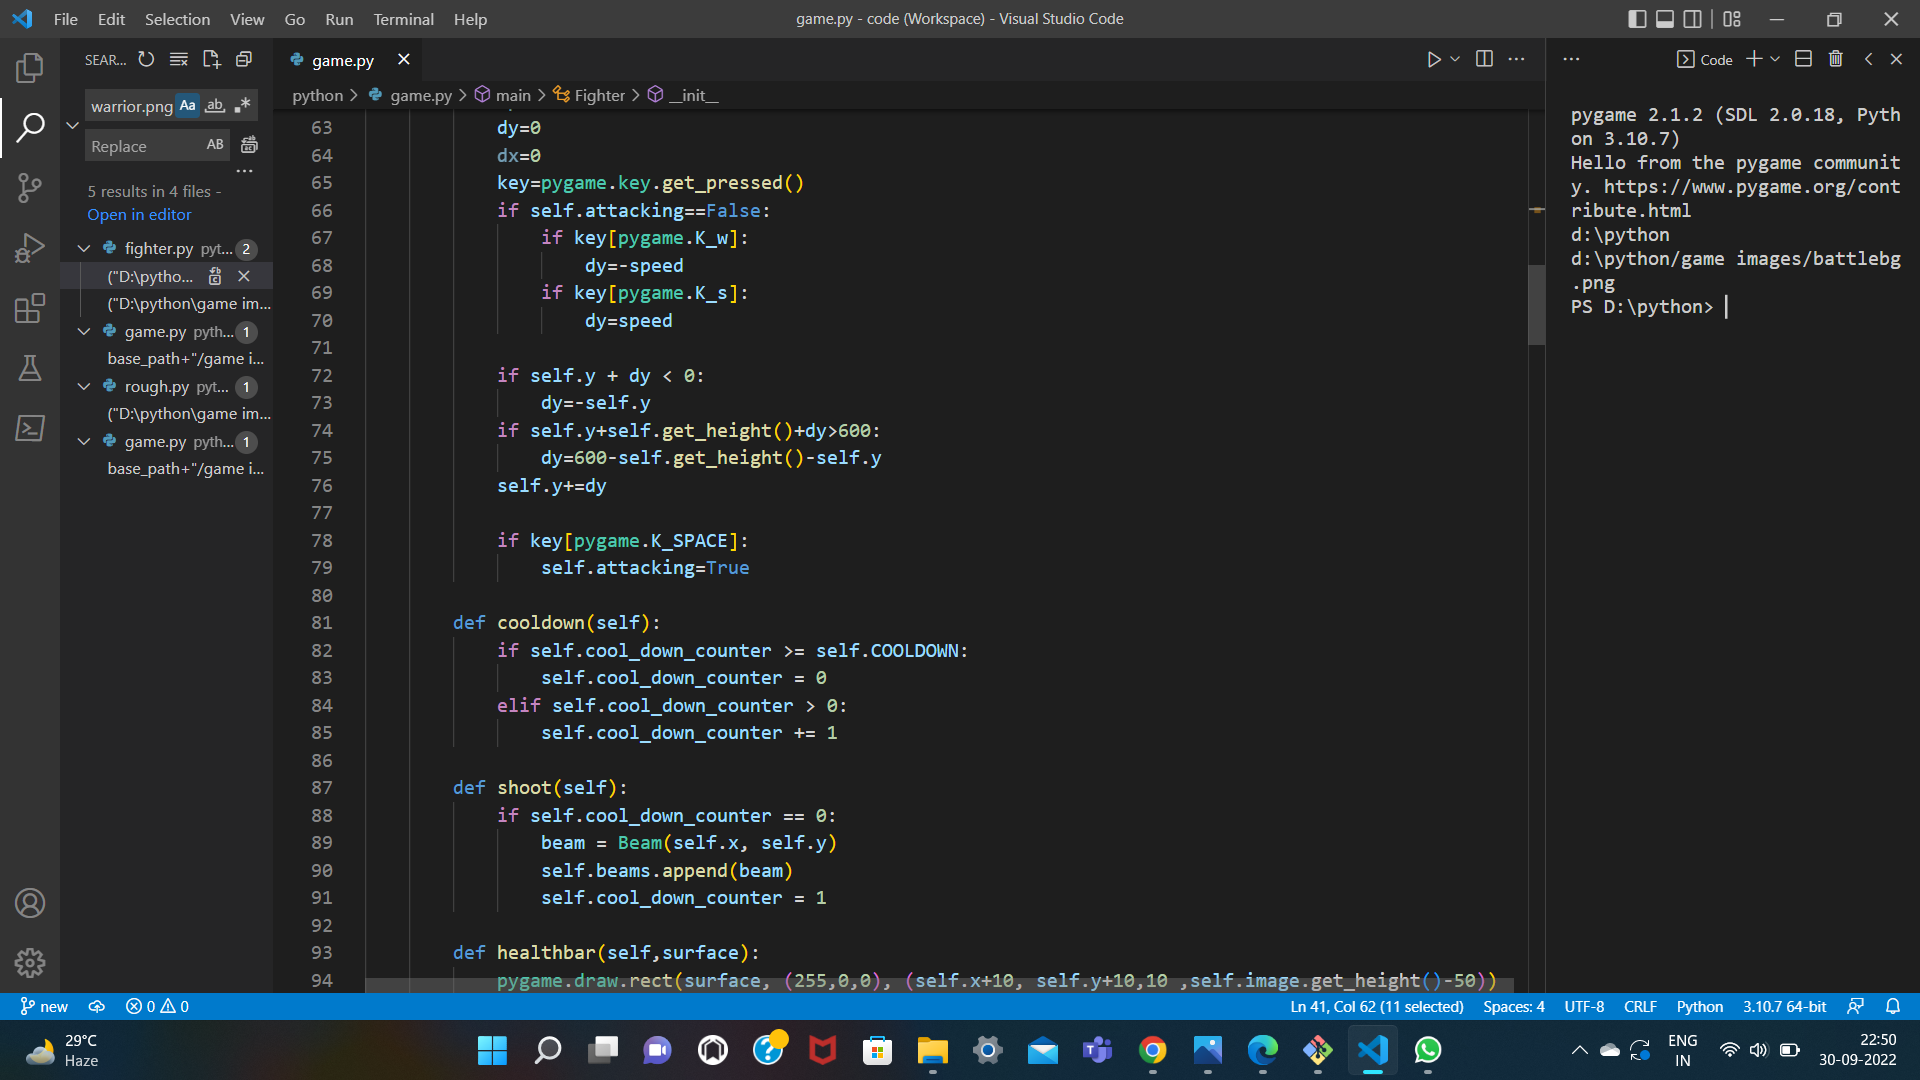 File Edit Selection View Go Run Terminal Help
game.py - code (Workspace) - Visual Studio Code
SEAR...
game.py
Code
python > game.py > main > Fighter > __init__
warrior.png Aa ab
Replace AB
5 results in 4 files -
Open in editor
fighter.py pyt... 2
("D:\pytho...
("D:\python\game im...
game.py pyth... 1
base_path+"/game i...
rough.py pyt... 1
("D:\python\game im...
game.py pyth... 1
base_path+"/game i...
63 dy=0
64 dx=0
65 key=pygame.key.get_pressed()
66 if self.attacking==False:
67 if key[pygame.K_w]:
68 dy=-speed
69 if key[pygame.K_s]:
70 dy=speed
71
72 if self.y + dy < 0:
73 dy=-self.y
74 if self.y+self.get_height()+dy>600:
75 dy=600-self.get_height()-self.y
76 self.y+=dy
77
78 if key[pygame.K_SPACE]:
79 self.attacking=True
80
81 def cooldown(self):
82 if self.cool_down_counter >= self.COOLDOWN:
83 self.cool_down_counter = 0
84 elif self.cool_down_counter > 0:
85 self.cool_down_counter += 1
86
87 def shoot(self):
88 if self.cool_down_counter == 0:
89 beam = Beam(self.x, self.y)
90 self.beams.append(beam)
91 self.cool_down_counter = 1
92
93 def healthbar(self,surface):
94 pygame.draw.rect(surface, (255,0,0), (self.x+10, self.y+10,10 ,self.image.get_height()-50))
pygame 2.1.2 (SDL 2.0.18, Pyth
on 3.10.7)
Hello from the pygame communit
y. https://www.pygame.org/cont
ribute.html
d:\python
d:\python/game images/battlebg
.png
PS D:\python>
new 0 0
Ln 41, Col 62 (11 selected) Spaces: 4 UTF-8 CRLF Python 3.10.7 64-bit
29°C
Haze
ENG
IN
22:50
30-09-2022